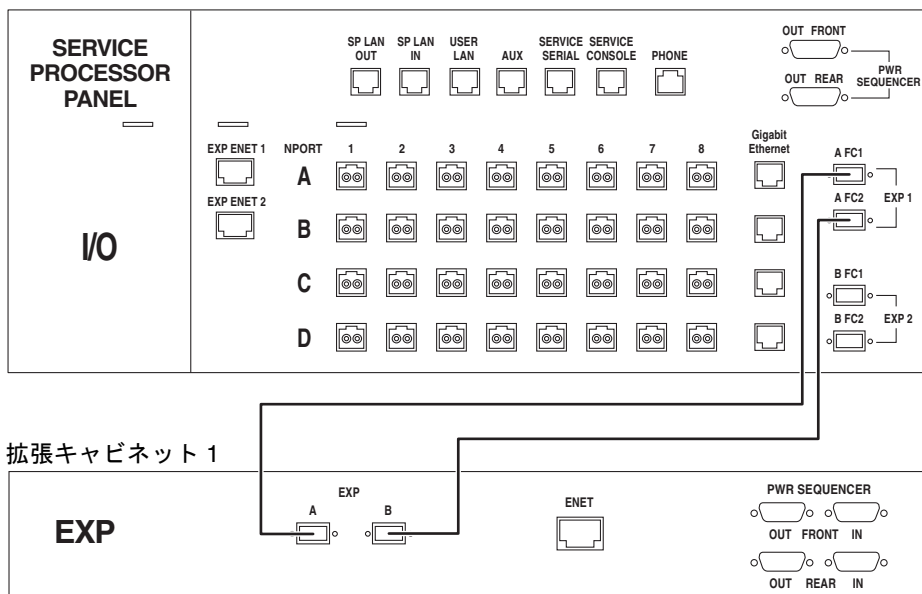 SERVICE
PROCESSOR
PANEL
SP LAN
OUT
SP LAN
IN
USER
LAN
AUX
SERVICE
SERIAL
SERVICE
CONSOLE
PHONE
OUT FRONT
OUT REAR
PWR
SEQUENCER
I/O
EXP ENET 1
EXP ENET 2
NPORT 1 2 3 4 5 6 7 8
Gigabit
Ethernet
A
B
C
D
A FC1
A FC2
EXP 1
B FC1
B FC2
EXP 2
拡張キャビネット 1
EXP
EXP
A B
ENET
PWR SEQUENCER
OUT FRONT IN
OUT REAR IN